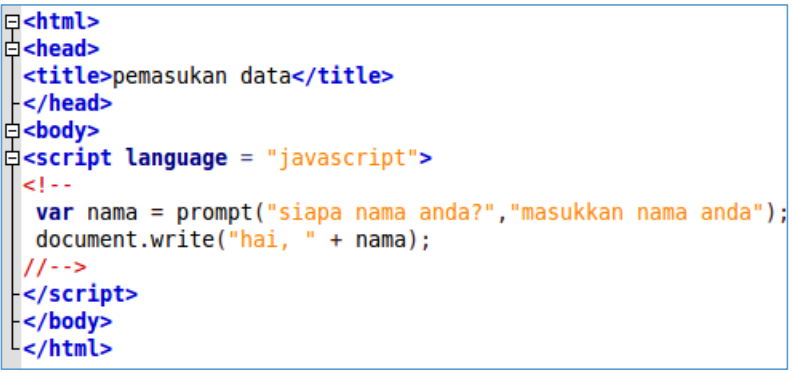 <html>
<head>
<title>pemasukan data</title>
</head>
<body>
<script language = "javascript">
<!--
var nama = prompt("siapa nama anda?","masukkan nama anda");
document.write("hai, " + nama);
//-->
</script>
</body>
</html>